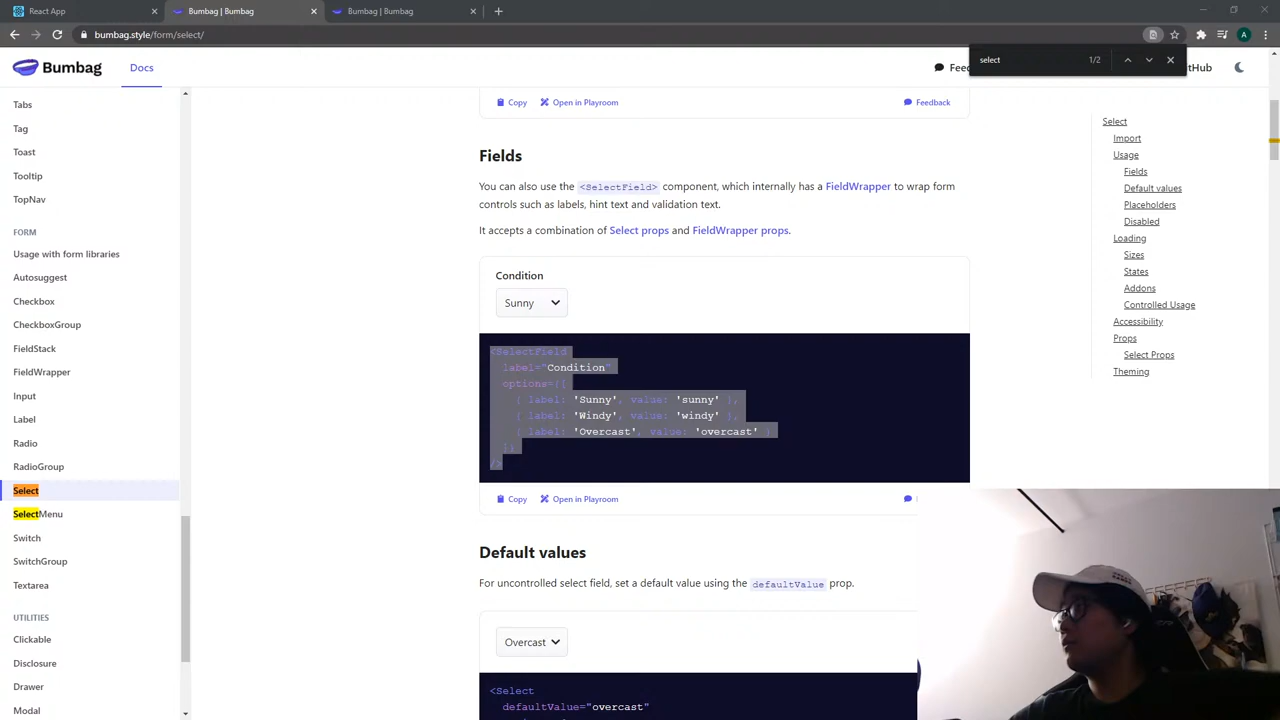 React App
Bumbag | Bumbag
Bumbag | Bumbag
bumbag.style/form/select/
A
Bumbag
Docs
select
1/2
Tabs
Tag
Toast
Tooltip
TopNav
FORM
Usage with form libraries
Autosuggest
Checkbox
CheckboxGroup
FieldStack
FieldWrapper
Input
Label
Radio
RadioGroup
Select
SelectMenu
Switch
SwitchGroup
Textarea
UTILITIES
Clickable
Disclosure
Drawer
Modal
Copy
Open in Playroom
Feedback
Fields
You can also use the <SelectField> component, which internally has a FieldWrapper to wrap form
controls such as labels, hint text and validation text.
It accepts a combination of Select props and FieldWrapper props.
Condition
Sunny
<SelectField
label="Condition"
options={[
{ label: 'Sunny', value: 'sunny' },
{ label: 'Windy', value: 'windy' },
{ label: 'Overcast', value: 'overcast' }
]}
/>
Copy
Open in Playroom
Default values
For uncontrolled select field, set a default value using the defaultValue prop.
Overcast
<Select
defaultValue="overcast"
Select
Import
Usage
Fields
Default values
Placeholders
Disabled
Loading
Sizes
States
Addons
Controlled Usage
Accessibility
Props
Select Props
Theming